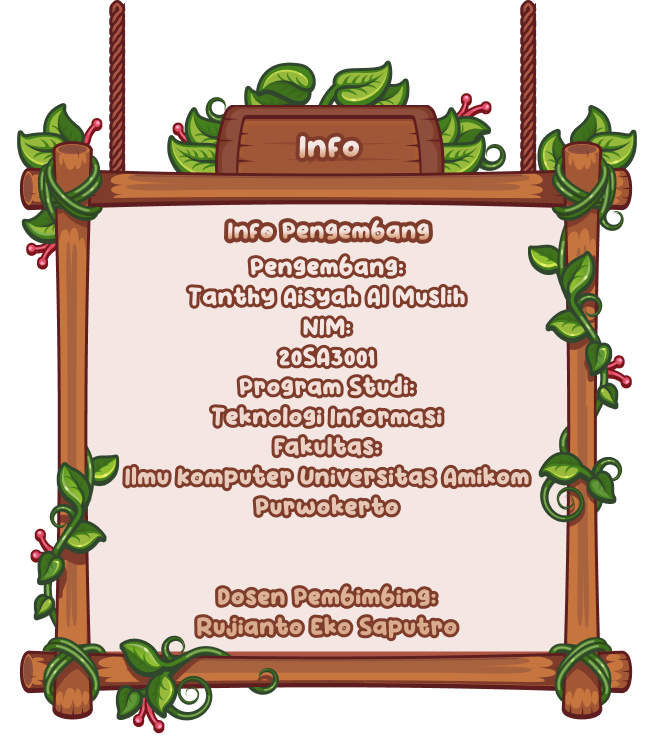 Info
Info Pengembang
Pengembang:
Tanthy Aisyah Al Muslih
NIM:
20SA3001
Program Studi:
Teknologi Informasi
Fakultas:
Ilmu komputer Universitas Amikom
Purwokerto
Dosen Pembimbing:
Rujianto Eko Saputro